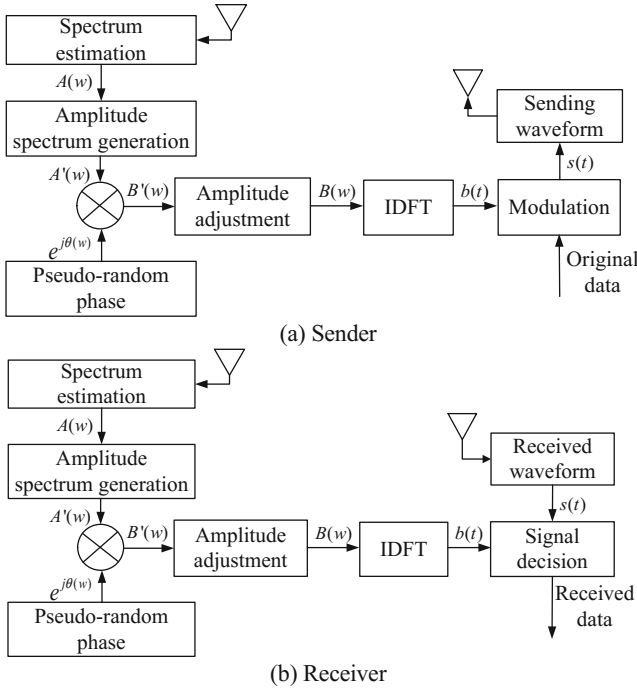 Spectrum
estimation
A(w)
Amplitude
spectrum generation
A'(w)
B'(w)
e^{jθ(w)}
Pseudo-random
phase
Amplitude
adjustment
B(w)
IDFT
b(t)
Modulation
s(t)
Sending
waveform
Original
data
(a) Sender
Spectrum
estimation
A(w)
Amplitude
spectrum generation
A'(w)
B'(w)
e^{jθ(w)}
Pseudo-random
phase
Amplitude
adjustment
B(w)
IDFT
b(t)
Received
waveform
s(t)
Signal
decision
Received
data
(b) Receiver